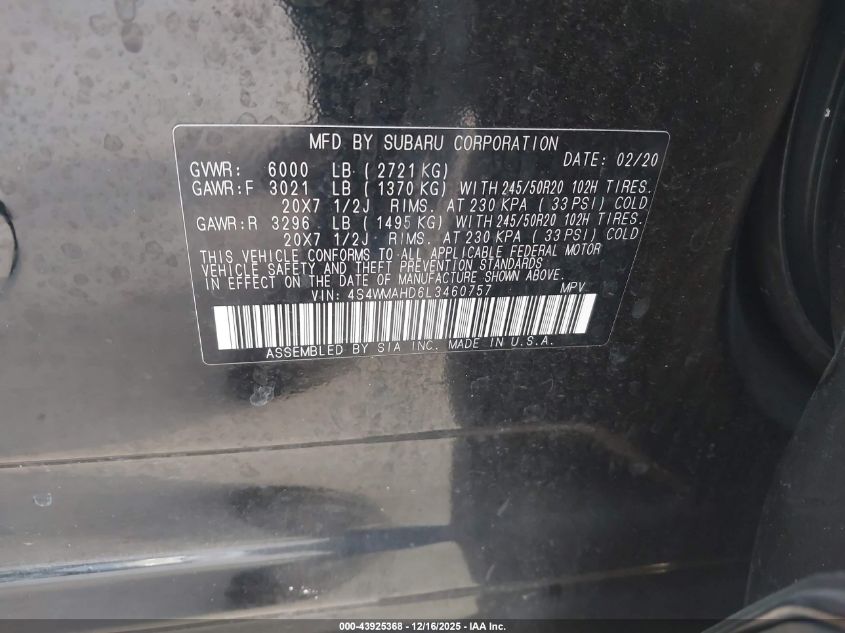 MFD BY SUBARU CORPORATION
DATE: 02/20
GVWR: 6000 LB (2721 KG)
GAWR:F 3021 LB (1370 KG) WITH 245/50R20 102H TIRES.
20X7 1/2J RIMS. AT 230 KPA (33 PSI) COLD
GAWR:R 3296 LB (1495 KG) WITH 245/50R20 102H TIRES.
20X7 1/2J RIMS. AT 230 KPA (33 PSI) COLD
THIS VEHICLE CONFORMS TO ALL APPLICABLE FEDERAL MOTOR
VEHICLE SAFETY AND THEFT PREVENTION STANDARDS
IN EFFECT ON THE DATE OF MANUFACTURE SHOWN ABOVE.
VIN: 4S4WMAHD6L3460757 MPV
ASSEMBLED BY SIA INC. MADE IN U.S.A.
000-43925368 - 12/16/2025 - IAA Inc.